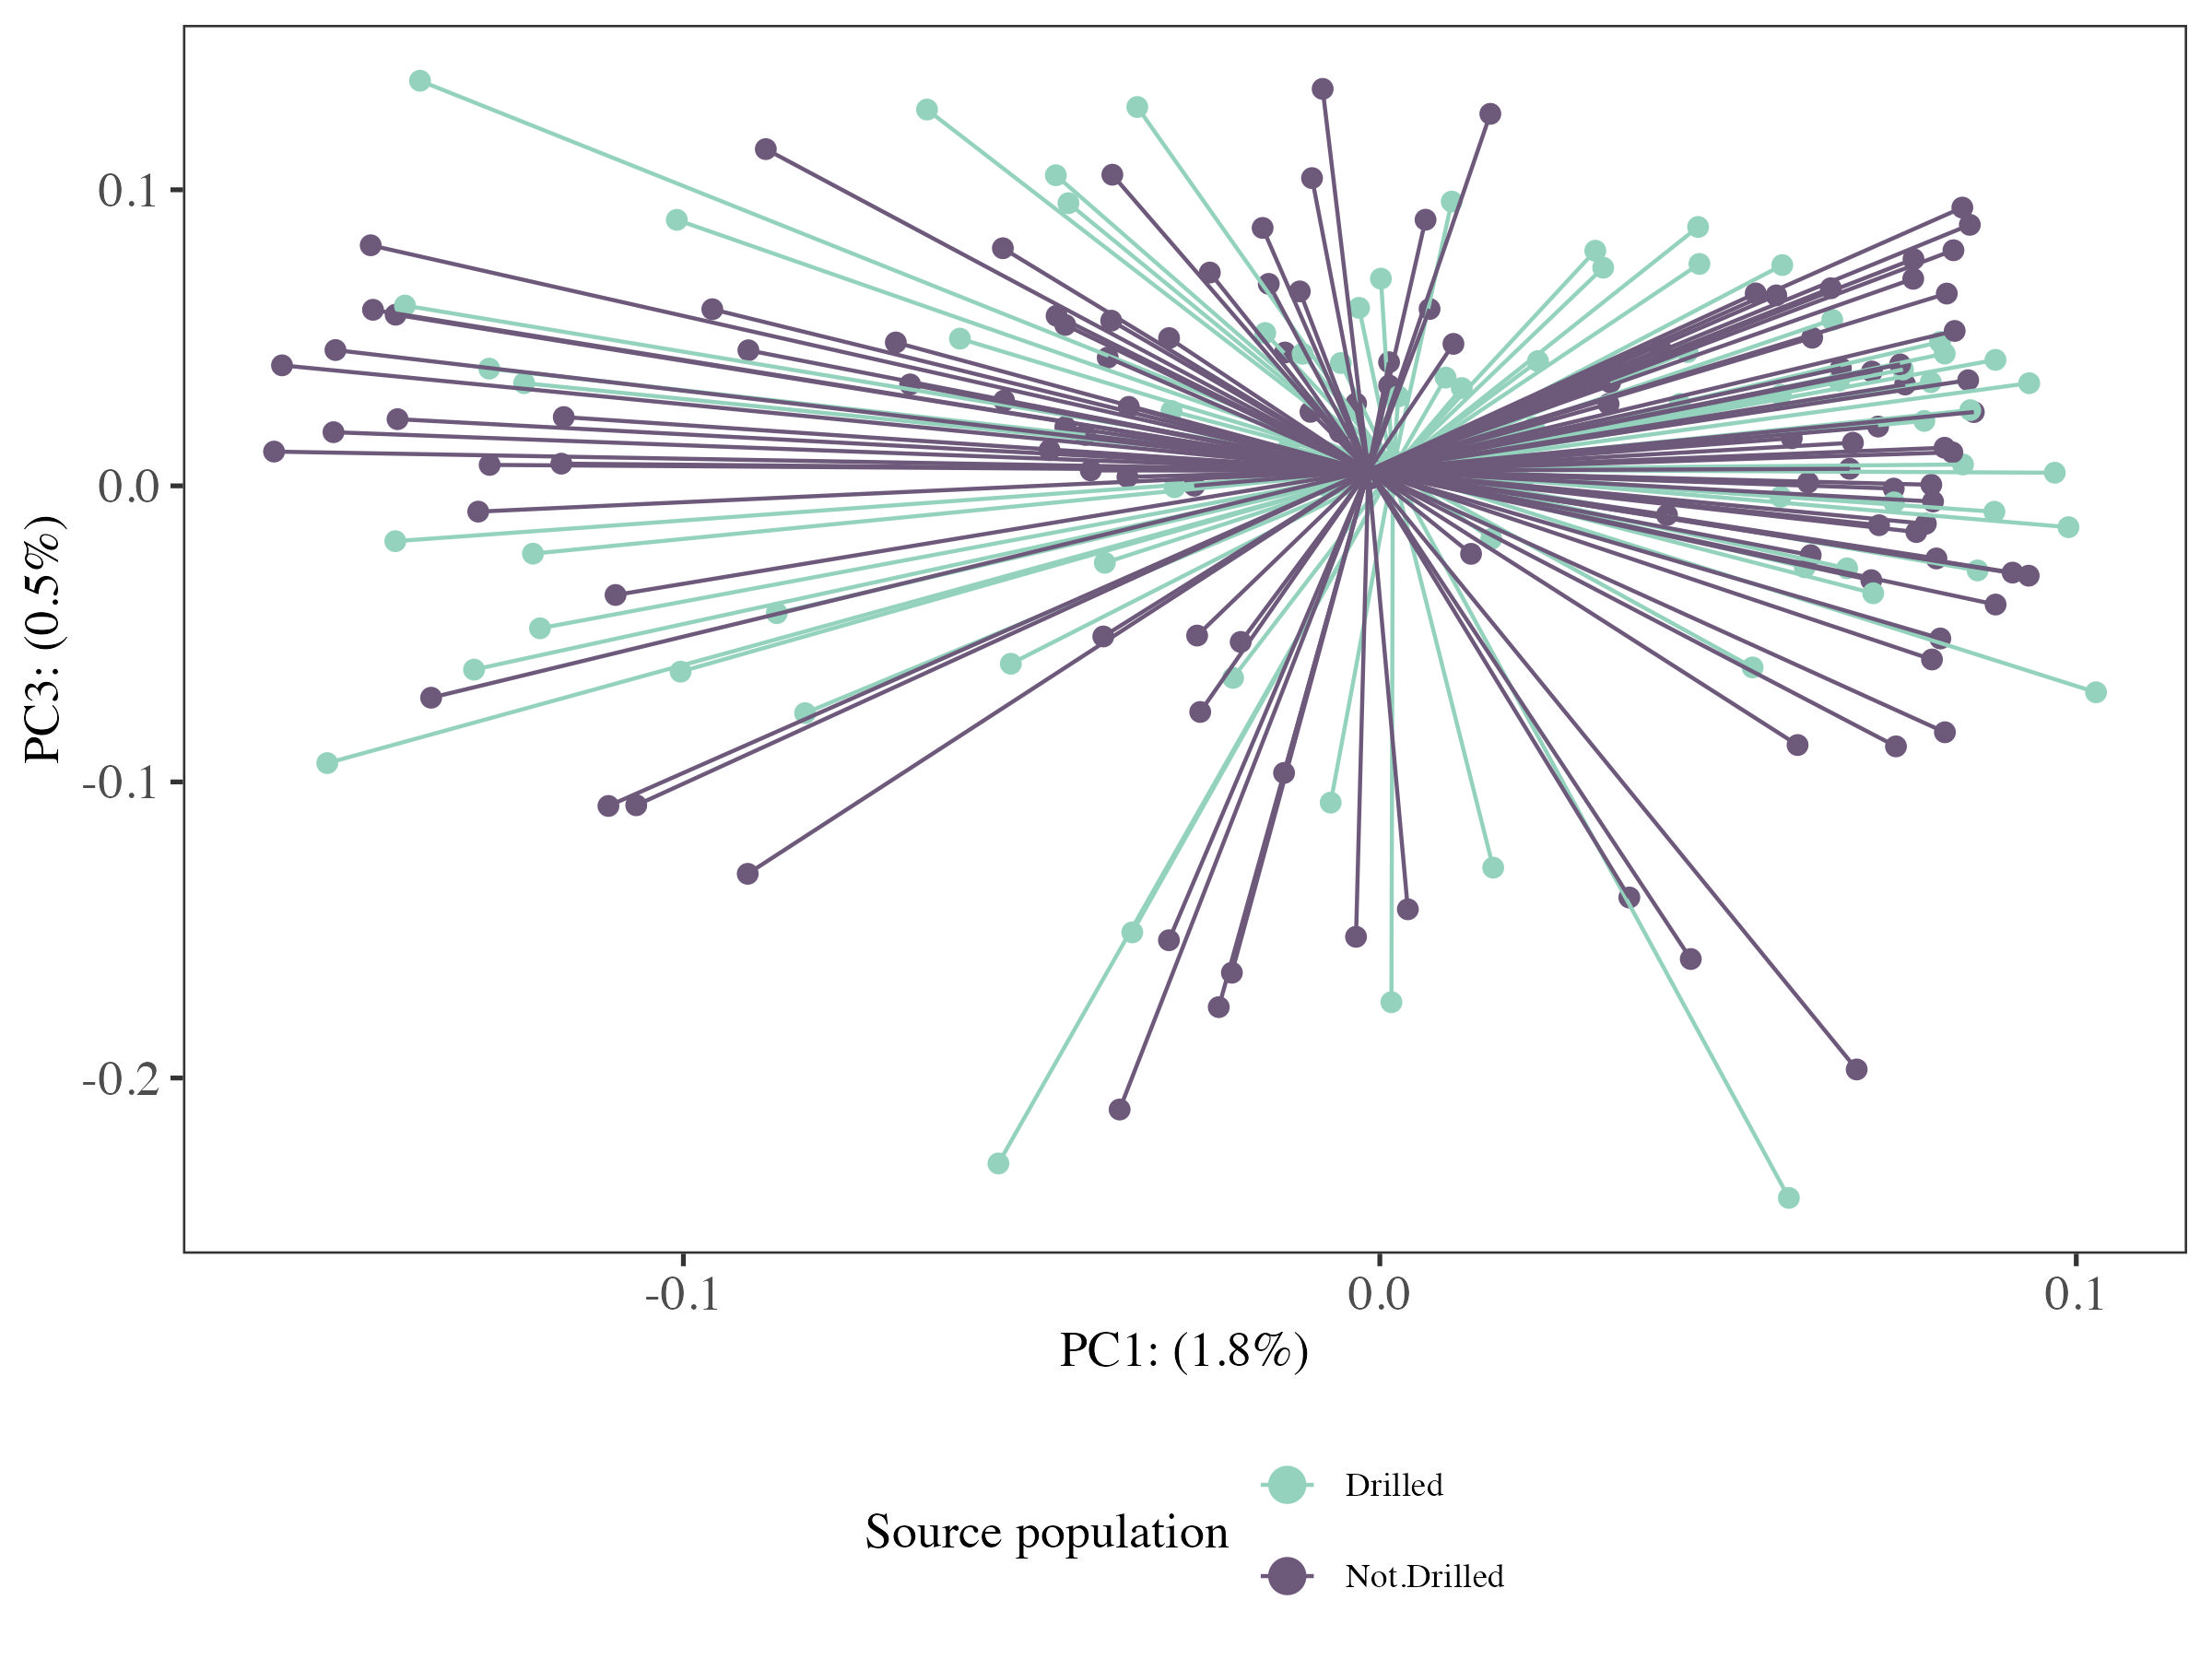 0.1
0.0
-0.1
-0.2
PC3: (0.5%)
-0.1 0.0 0.1
PC1: (1.8%)
Source population
Drilled
Not.Drilled